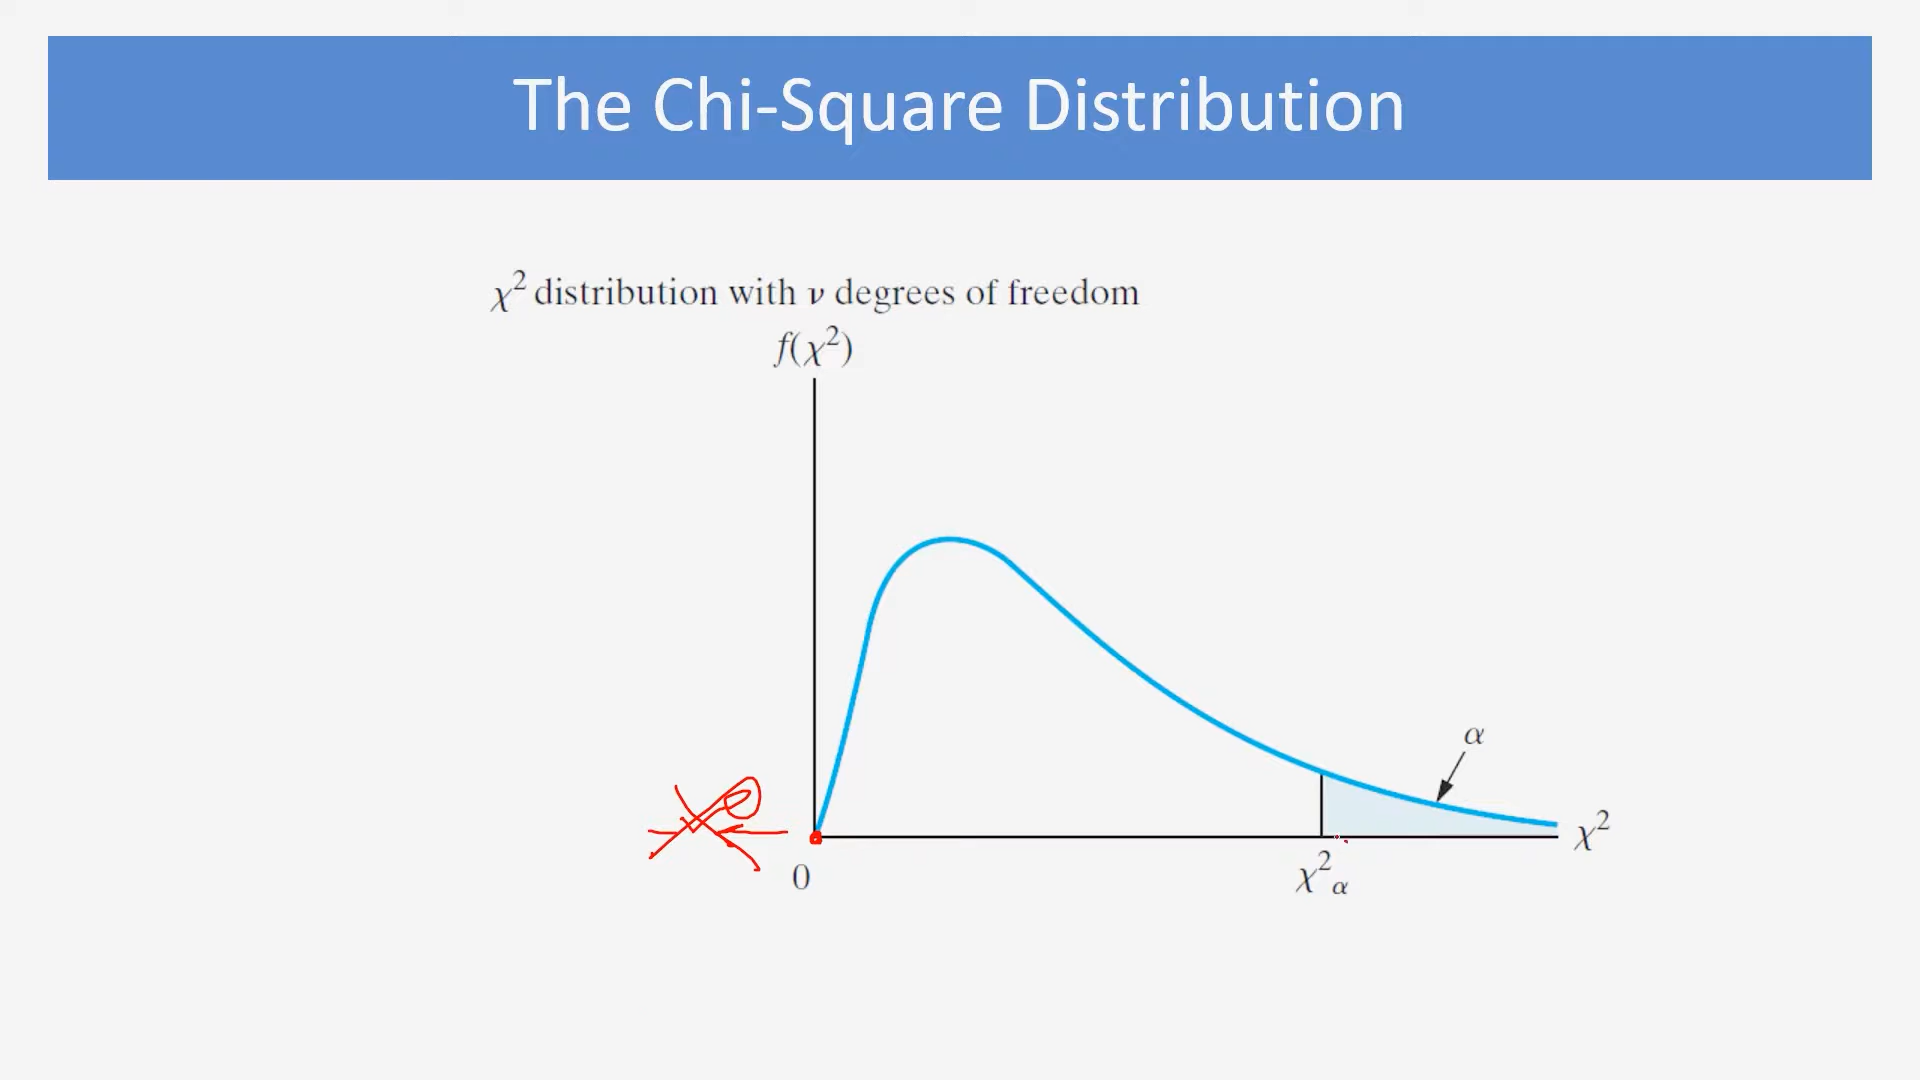 The Chi-Square Distribution
χ² distribution with ν degrees of freedom
f(χ²)
α
χ²
0
χ²α